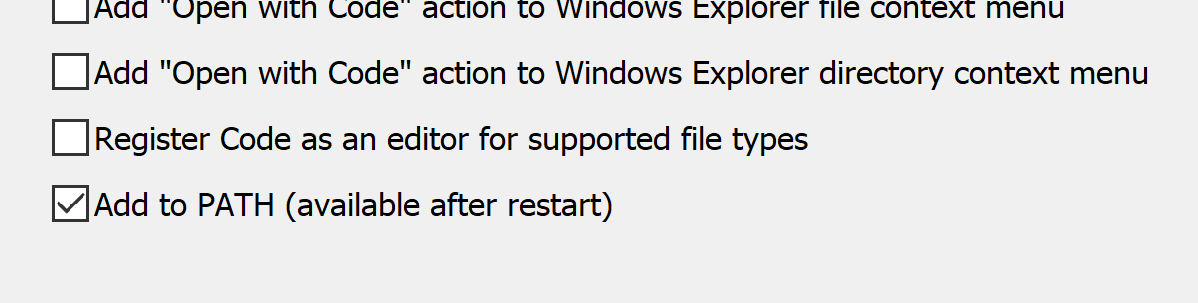 Add "Open with Code" action to Windows Explorer file context menu
Add "Open with Code" action to Windows Explorer directory context menu
Register Code as an editor for supported file types
Add to PATH (available after restart)